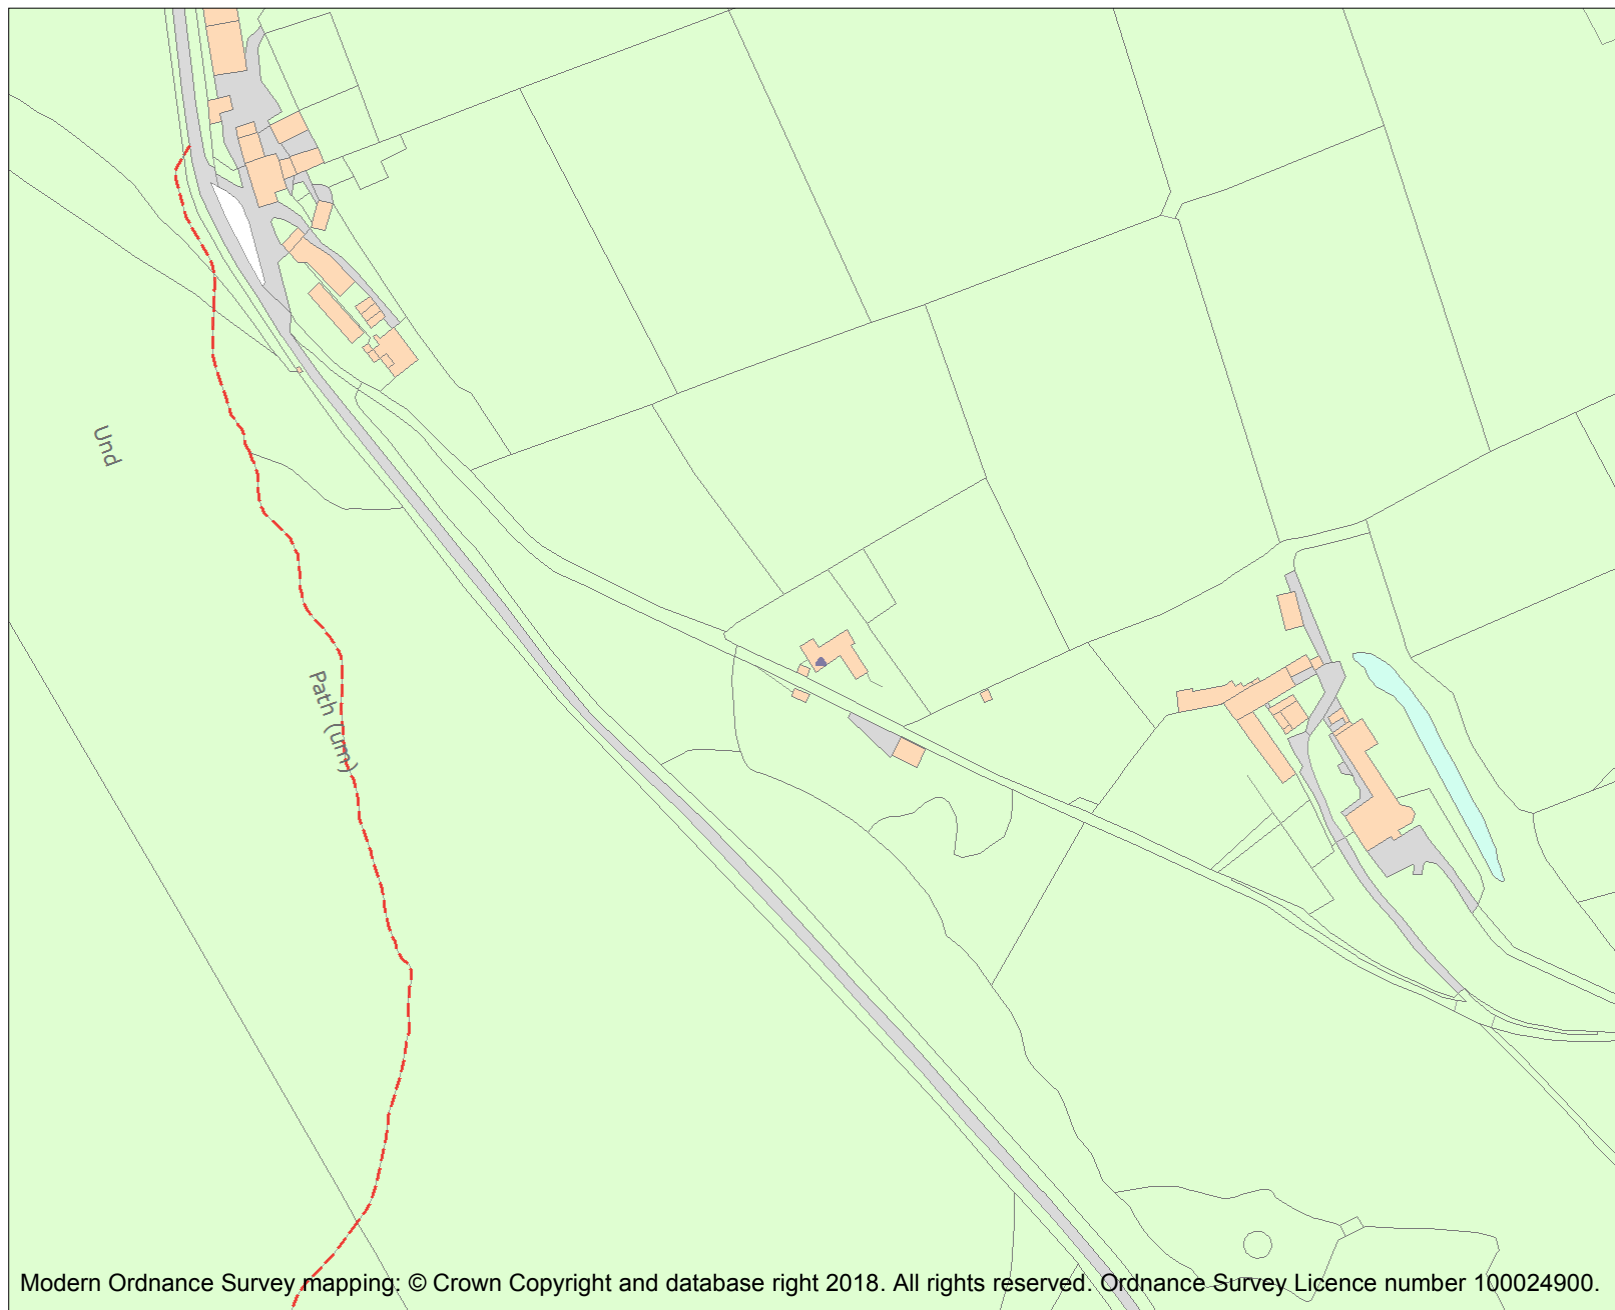 Und
Path (um)
Modern Ordnance Survey mapping: © Crown Copyright and database right 2018. All rights reserved. Ordnance Survey Licence number 100024900.